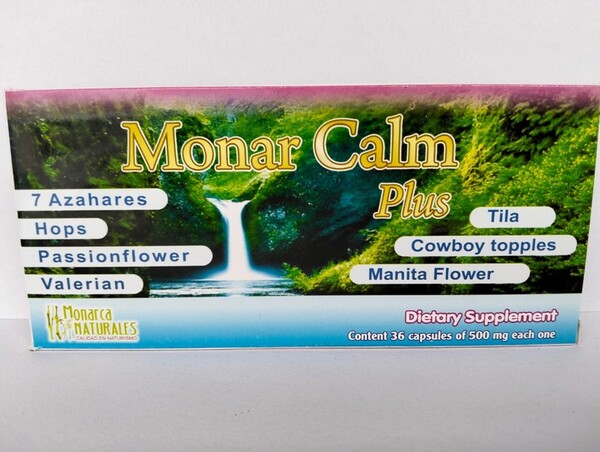 Monar Calm
Plus
7 Azahares
Hops
Passionflower
Valerian
Tila
Cowboy topples
Manita Flower
Monarca
NATURALES
CALIDAD EN NATURISMO
Dietary Supplement
Content 36 capsules of 500 mg each one